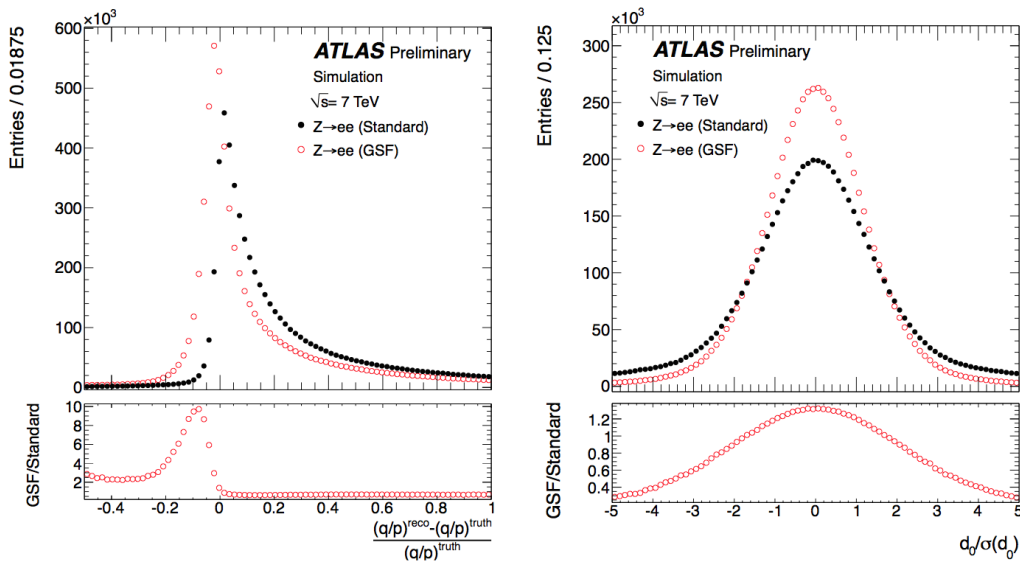 ×10³
600
500
400
300
200
100
0
Entries / 0.01875
ATLAS Preliminary
Simulation
√s= 7 TeV
Z→ee (Standard)
Z→ee (GSF)
10
8
6
4
2
GSF/Standard
-0.4 -0.2 0 0.2 0.4 0.6 0.8 1
(q/p)^reco-(q/p)^truth
(q/p)^truth
×10³
300
250
200
150
100
50
0
Entries / 0.125
ATLAS Preliminary
Simulation
√s= 7 TeV
Z→ee (Standard)
Z→ee (GSF)
1.2
1
0.8
0.6
0.4
GSF/Standard
-5 -4 -3 -2 -1 0 1 2 3 4 5
d₀/σ(d₀)